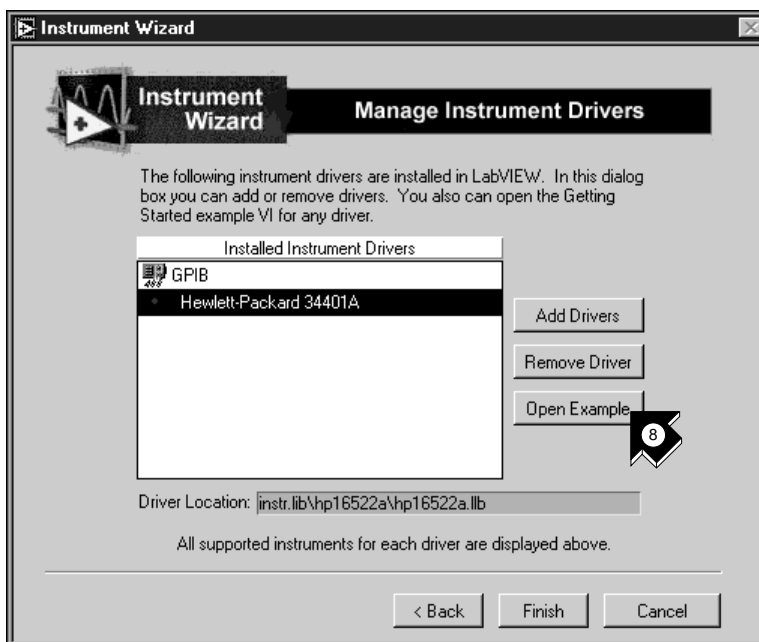 Instrument Wizard
Instrument
Wizard
Manage Instrument Drivers
The following instrument drivers are installed in LabVIEW. In this dialog
box you can add or remove drivers. You also can open the Getting
Started example VI for any driver.
Installed Instrument Drivers
GPIB
Hewlett-Packard 34401A
Add Drivers
Remove Driver
Open Example
8
Driver Location: instr.lib\hp16522a\hp16522a.llb
All supported instruments for each driver are displayed above.
< Back
Finish
Cancel